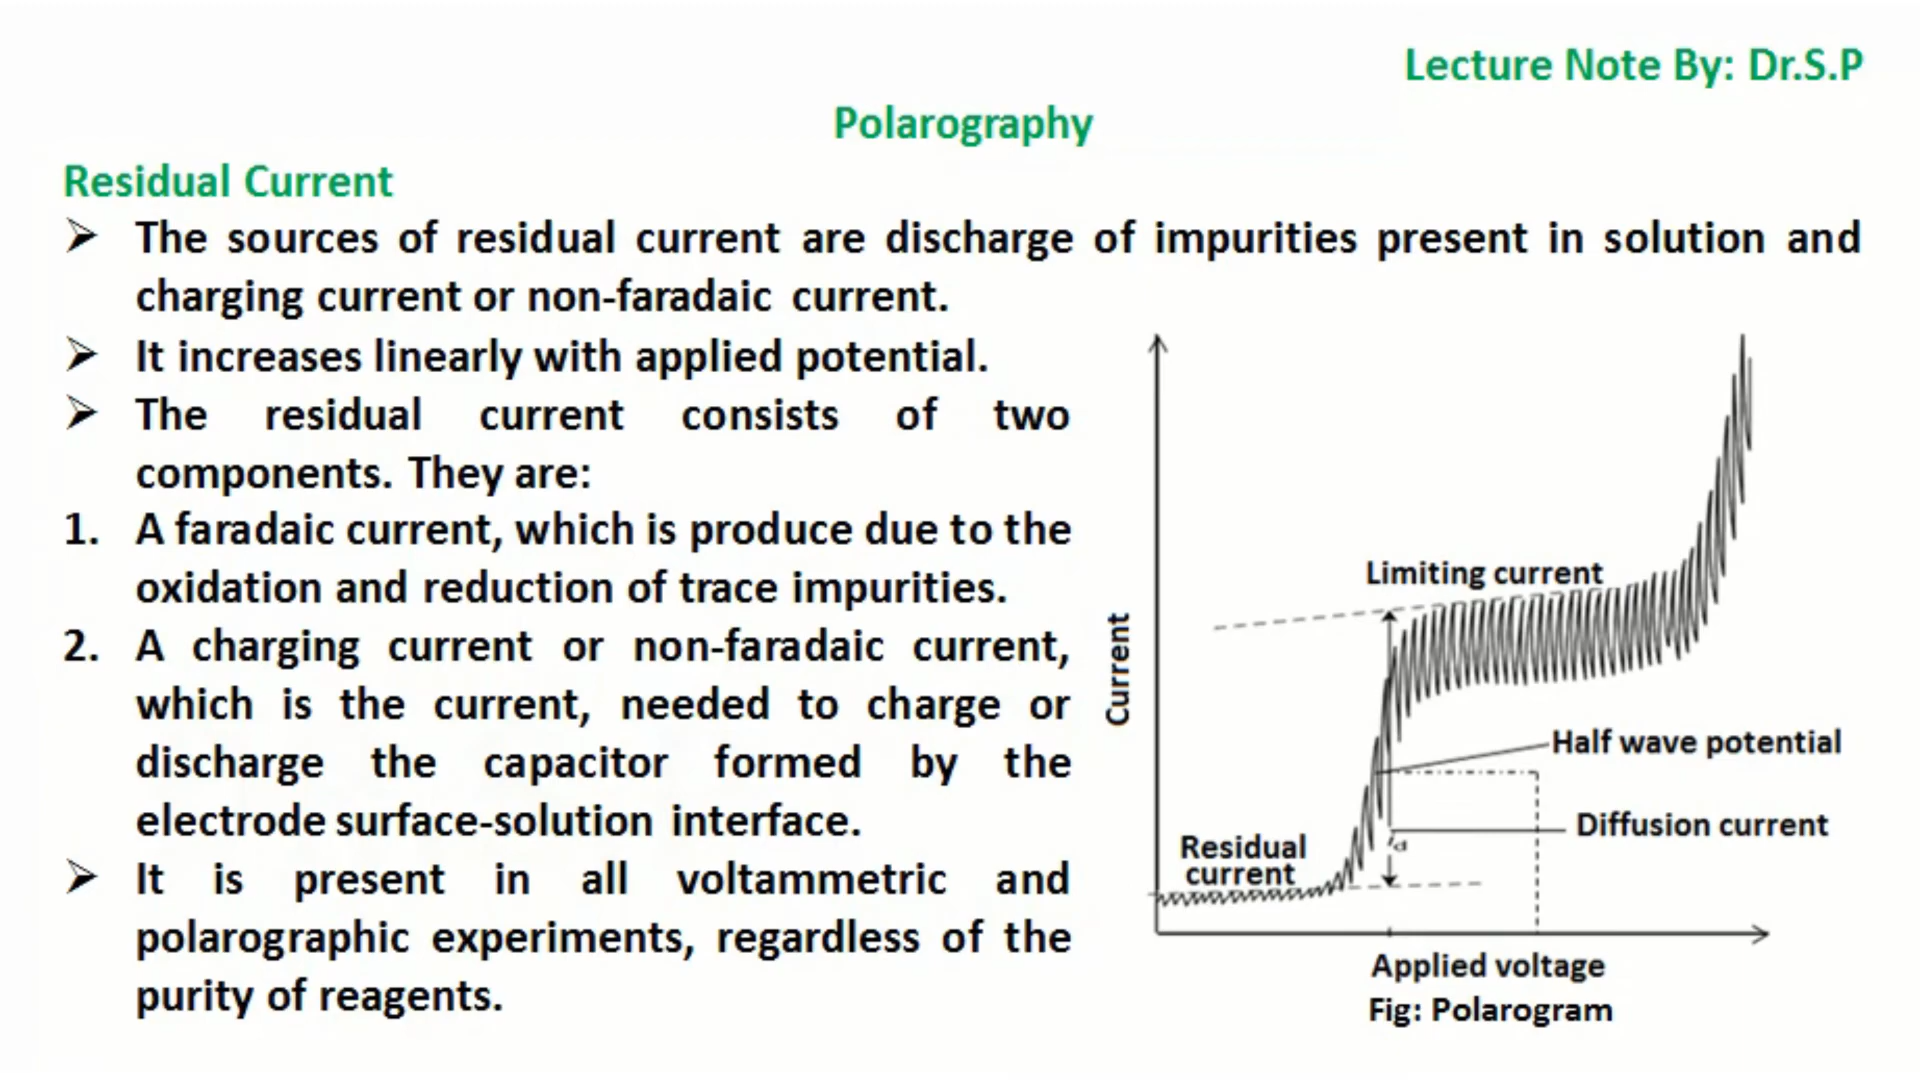 Lecture Note By: Dr.S.P
Polarography
Residual Current
➢ The sources of residual current are discharge of impurities present in solution and
charging current or non-faradaic current.
➢ It increases linearly with applied potential.
➢ The residual current consists of two
components. They are:
1. A faradaic current, which is produce due to the
oxidation and reduction of trace impurities.
2. A charging current or non-faradaic current,
which is the current, needed to charge or
discharge the capacitor formed by the
electrode surface-solution interface.
➢ It is present in all voltammetric and
polarographic experiments, regardless of the
purity of reagents.
Limiting current
Current
Half wave potential
Diffusion current
Residual
current
Applied voltage
Fig: Polarogram